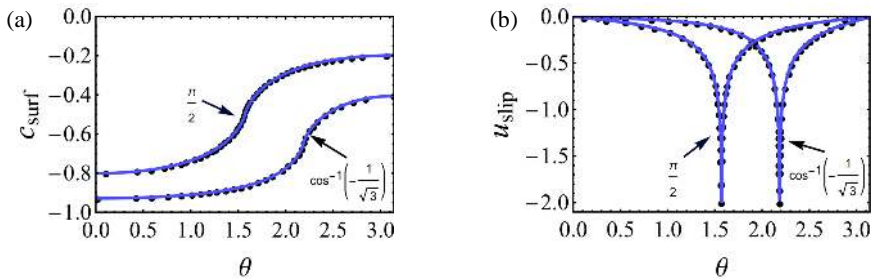 (a)
0.0
−0.2
−0.4
−0.6
−0.8
−1.0
c_surf
π/2
cos⁻¹(−1/√3)
0.0 0.5 1.0 1.5 2.0 2.5 3.0
θ
(b)
0.0
−0.5
−1.0
−1.5
−2.0
u_slip
π/2
cos⁻¹(−1/√3)
0.0 0.5 1.0 1.5 2.0 2.5 3.0
θ